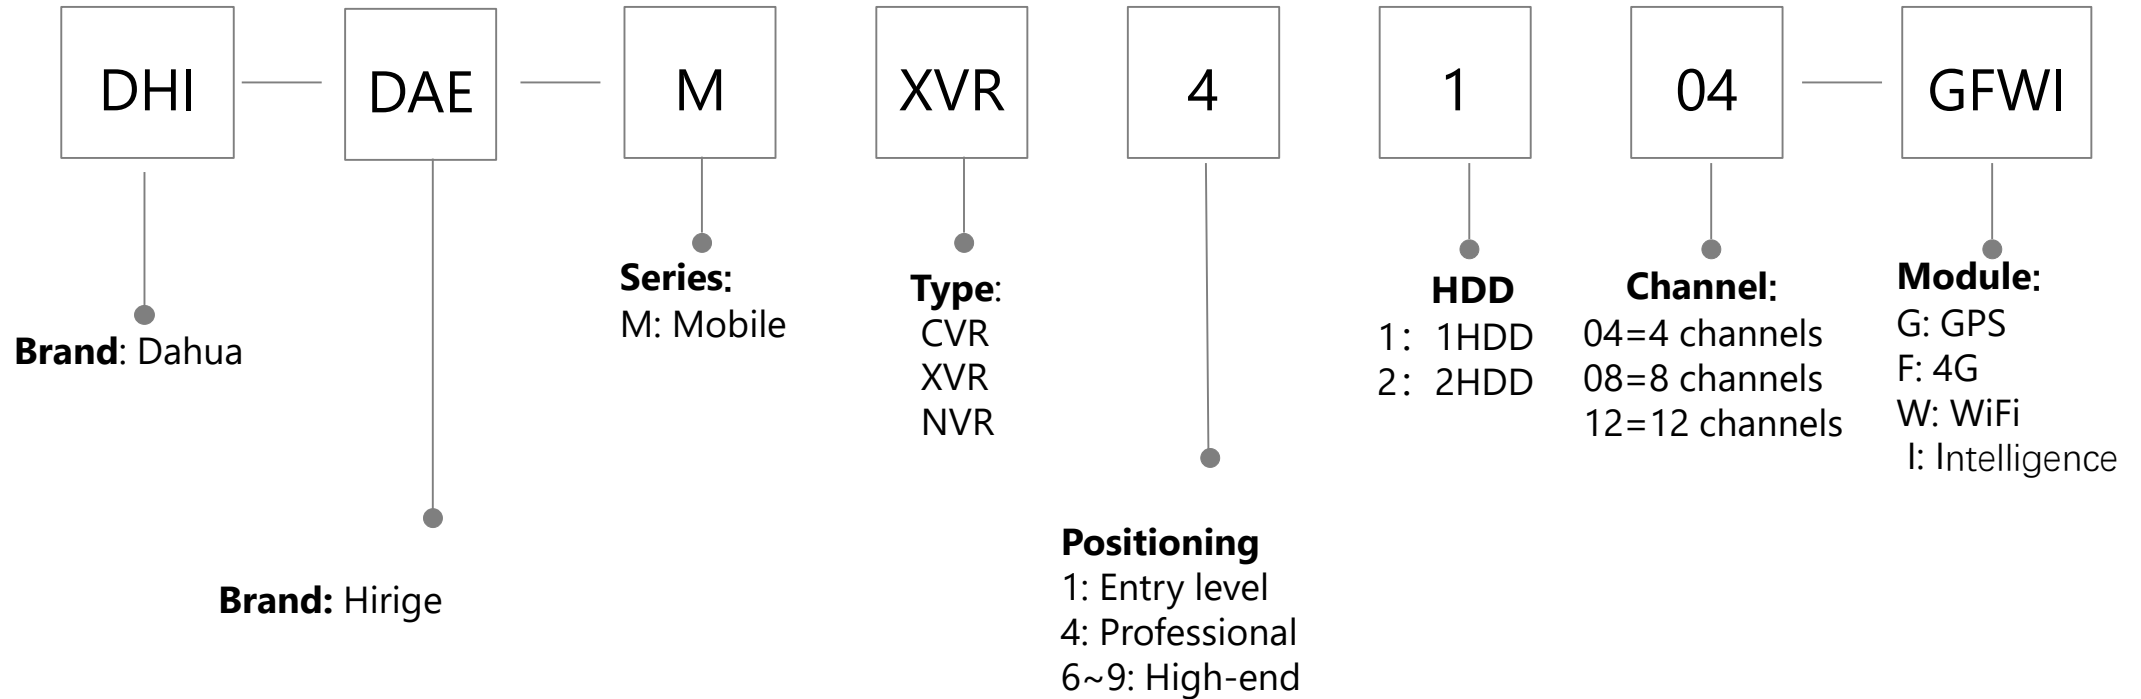 DHI DAE M XVR 4 1 04 GFWI
Brand: Dahua
Brand: Hirige
Series:
M: Mobile
Type:
CVR
XVR
NVR
Positioning
1: Entry level
4: Professional
6~9: High-end
HDD
1: 1HDD
2: 2HDD
Channel:
04=4 channels
08=8 channels
12=12 channels
Module:
G: GPS
F: 4G
W: WiFi
I: Intelligence